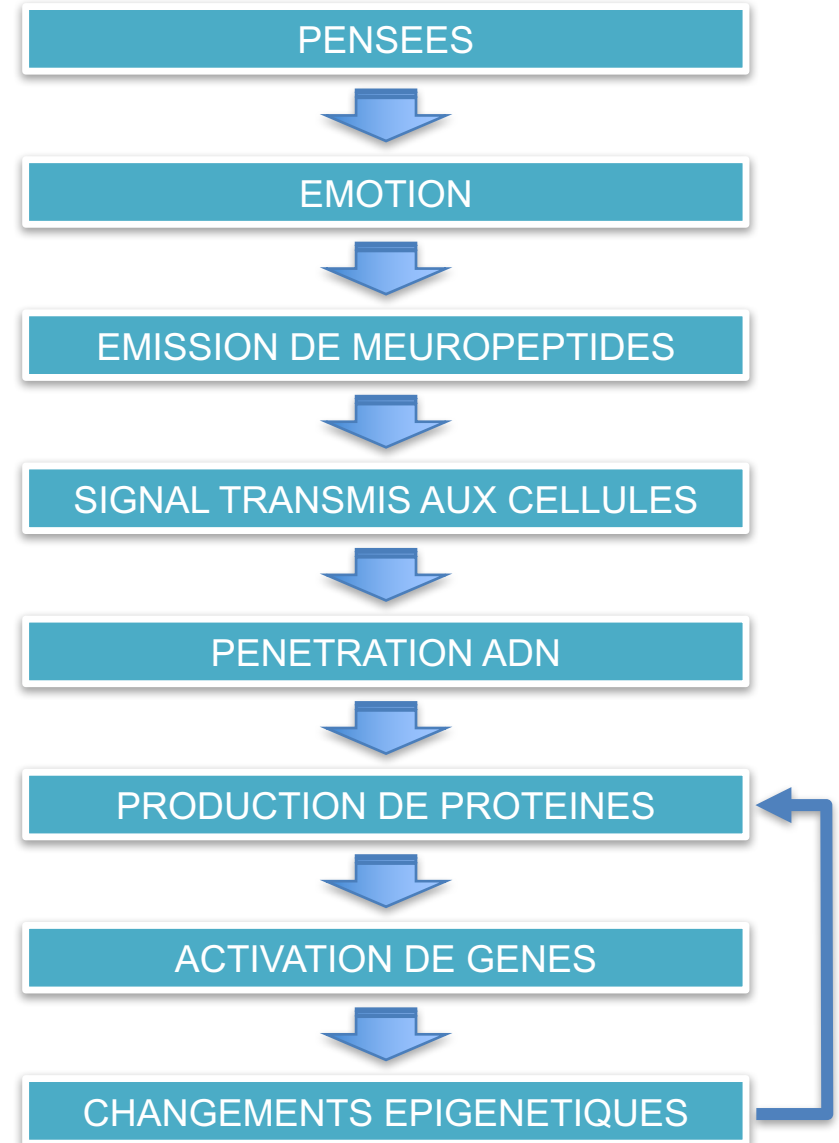 PENSEES
EMOTION
EMISSION DE MEUROPEPTIDES
SIGNAL TRANSMIS AUX CELLULES
PENETRATION ADN
PRODUCTION DE PROTEINES
ACTIVATION DE GENES
CHANGEMENTS EPIGENETIQUES